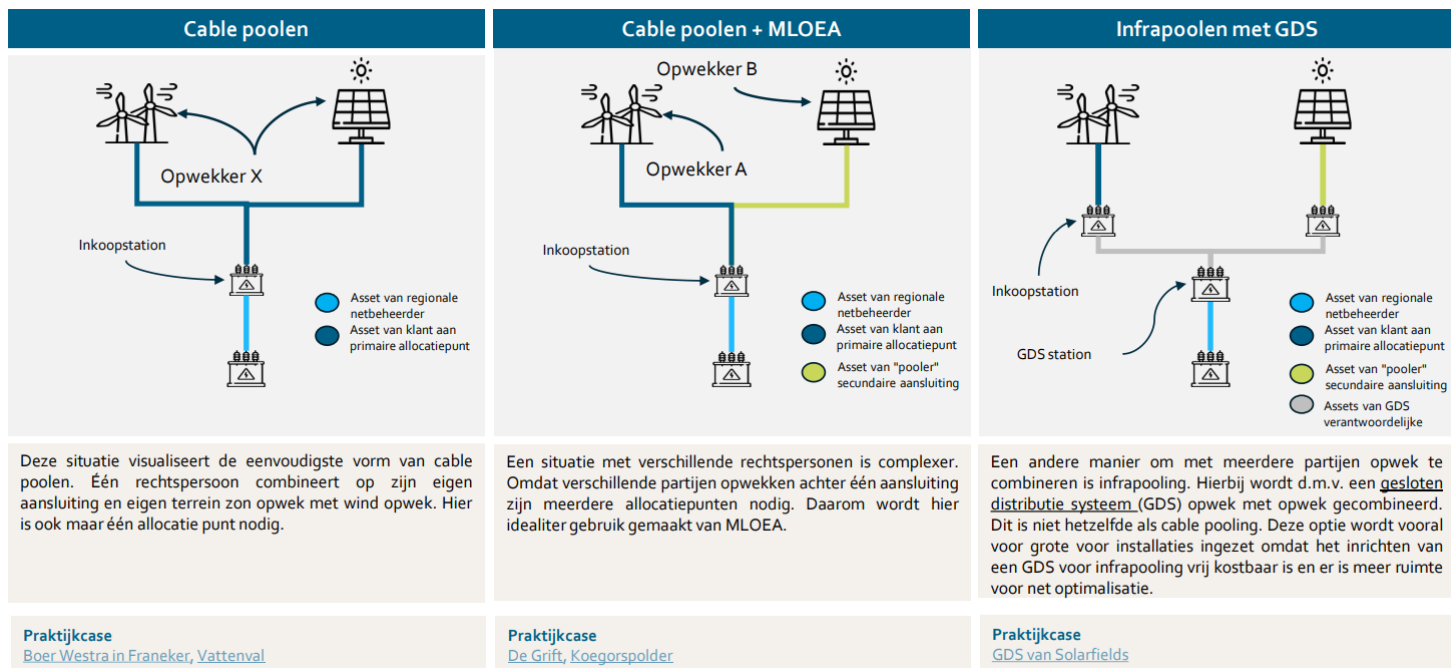 Cable poolen
Opwekker X
Inkoopstation
Asset van regionale
netbeheerder
Asset van klant aan
primaire allocatiepunt
Deze situatie visualiseert de eenvoudigste vorm van cable
poolen. Één rechtspersoon combineert op zijn eigen
aansluiting en eigen terrein zon opwek met wind opwek. Hier
is ook maar één allocatie punt nodig.
Praktijkcase
Boer Westra in Franeker, Vattenval
Cable poolen + MLOEA
Opwekker B
Opwekker A
Inkoopstation
Asset van regionale
netbeheerder
Asset van klant aan
primaire allocatiepunt
Asset van "pooler"
secundaire aansluiting
Een situatie met verschillende rechtspersonen is complexer.
Omdat verschillende partijen opwekken achter één aansluiting
zijn meerdere allocatiepunten nodig. Daarom wordt hier
idealiter gebruik gemaakt van MLOEA.
Praktijkcase
De Grift, Koegorspolder
Infrapoolen met GDS
Inkoopstation
GDS station
Asset van regionale
netbeheerder
Asset van klant aan
primaire allocatiepunt
Asset van "pooler"
secundaire aansluiting
Assets van GDS
verantwoordelijke
Een andere manier om met meerdere partijen opwek te
combineren is infrapooling. Hierbij wordt d.m.v. een gesloten
distributie systeem (GDS) opwek met opwek gecombineerd.
Dit is niet hetzelfde als cable pooling. Deze optie wordt vooral
voor grote voor installaties ingezet omdat het inrichten van
een GDS voor infrapooling vrij kostbaar is en er is meer ruimte
voor net optimalisatie.
Praktijkcase
GDS van Solarfields